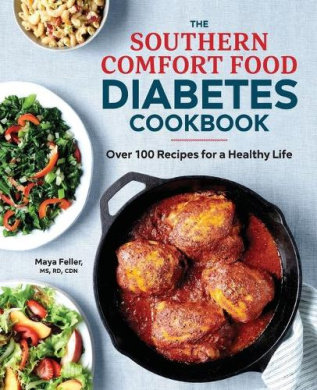 THE
SOUTHERN
COMFORT FOOD
DIABETES
COOKBOOK
Over 100 Recipes for a Healthy Life
Maya Feller,
MS, RD, CDN